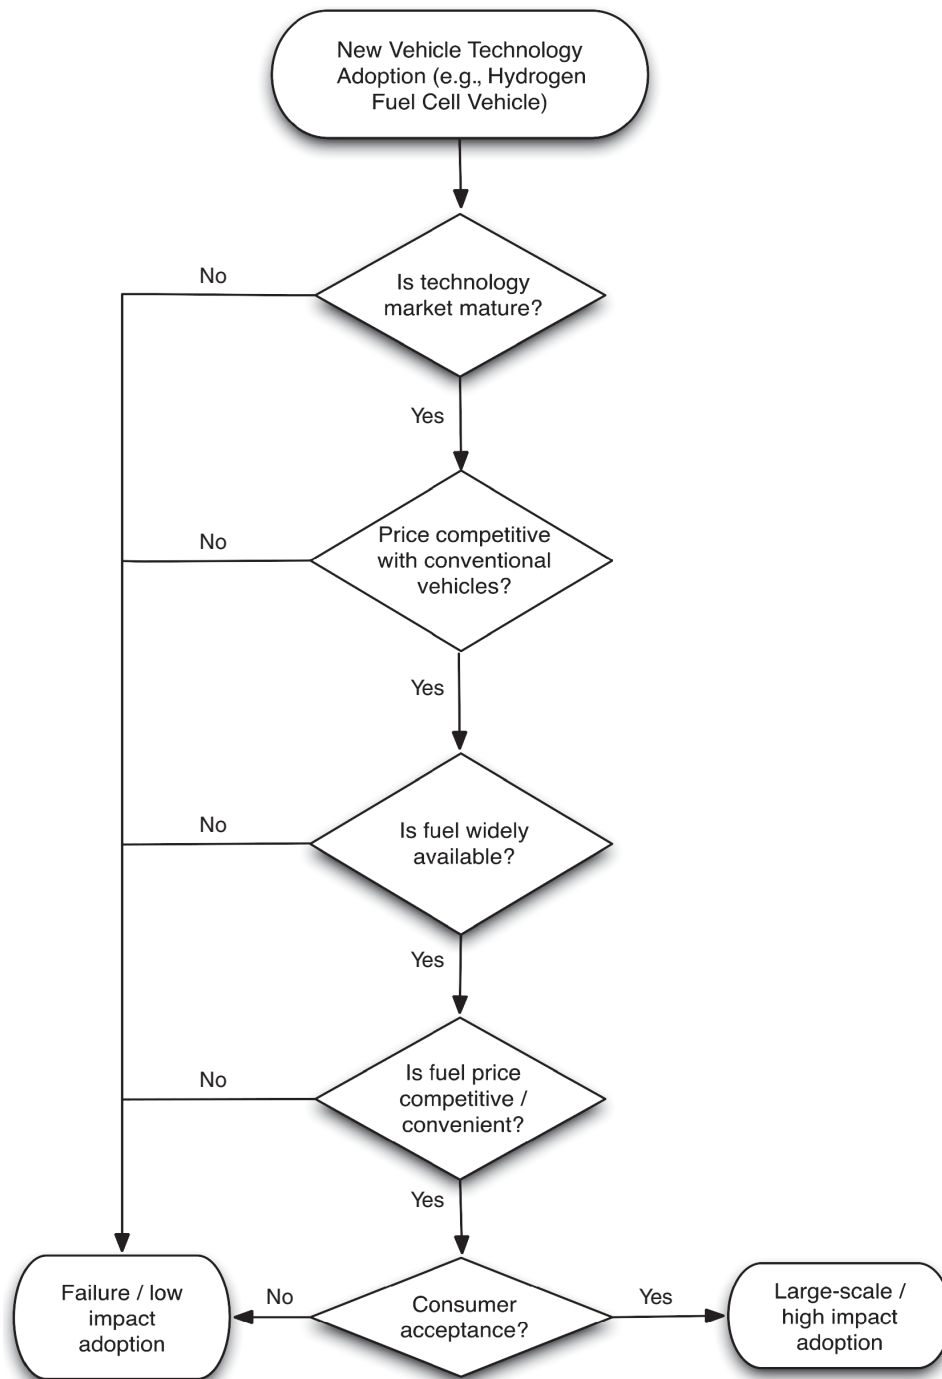 New Vehicle Technology
Adoption (e.g., Hydrogen
Fuel Cell Vehicle)
Is technology
market mature?
No
Yes
Price competitive
with conventional
vehicles?
No
Yes
Is fuel widely
available?
No
Yes
Is fuel price
competitive /
convenient?
No
Yes
Failure / low
impact
adoption
No
Consumer
acceptance?
Yes
Large-scale /
high impact
adoption